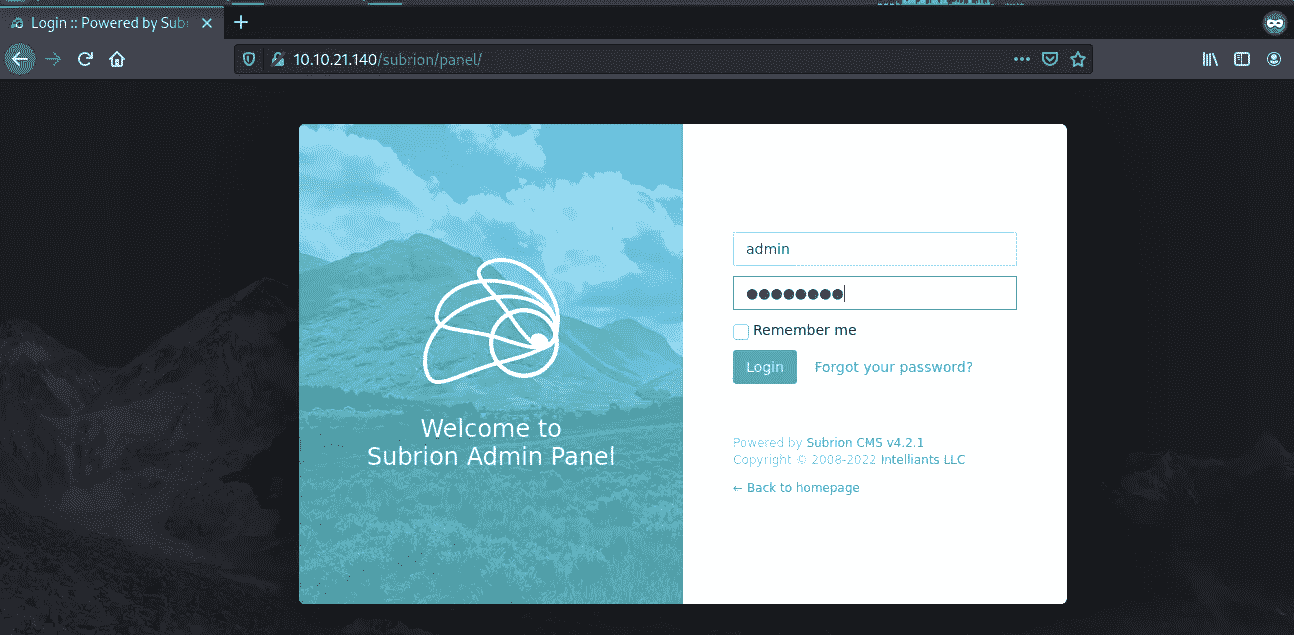 Login :: Powered by Sub
10.10.21.140/subrion/panel/
admin
Remember me
Login Forgot your password?
Welcome to
Subrion Admin Panel
Powered by Subrion CMS v4.2.1
Copyright © 2008-2022 Intelliants LLC
← Back to homepage